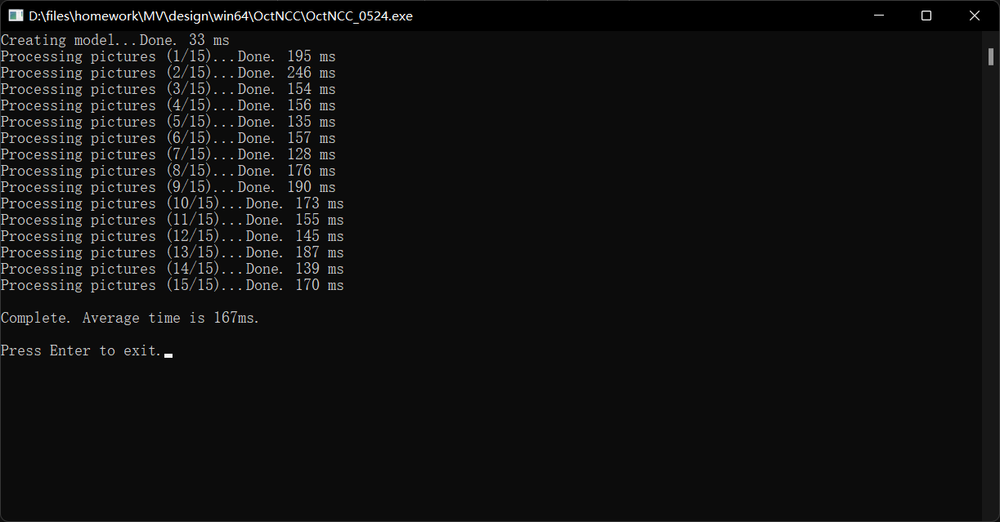 D:\files\homework\MV\design\win64\OctNCC\OctNCC_0524.exe
Creating model...Done. 33 ms
Processing pictures (1/15)...Done. 195 ms
Processing pictures (2/15)...Done. 246 ms
Processing pictures (3/15)...Done. 154 ms
Processing pictures (4/15)...Done. 156 ms
Processing pictures (5/15)...Done. 135 ms
Processing pictures (6/15)...Done. 157 ms
Processing pictures (7/15)...Done. 128 ms
Processing pictures (8/15)...Done. 176 ms
Processing pictures (9/15)...Done. 190 ms
Processing pictures (10/15)...Done. 173 ms
Processing pictures (11/15)...Done. 155 ms
Processing pictures (12/15)...Done. 145 ms
Processing pictures (13/15)...Done. 187 ms
Processing pictures (14/15)...Done. 139 ms
Processing pictures (15/15)...Done. 170 ms
Complete. Average time is 167ms.
Press Enter to exit.